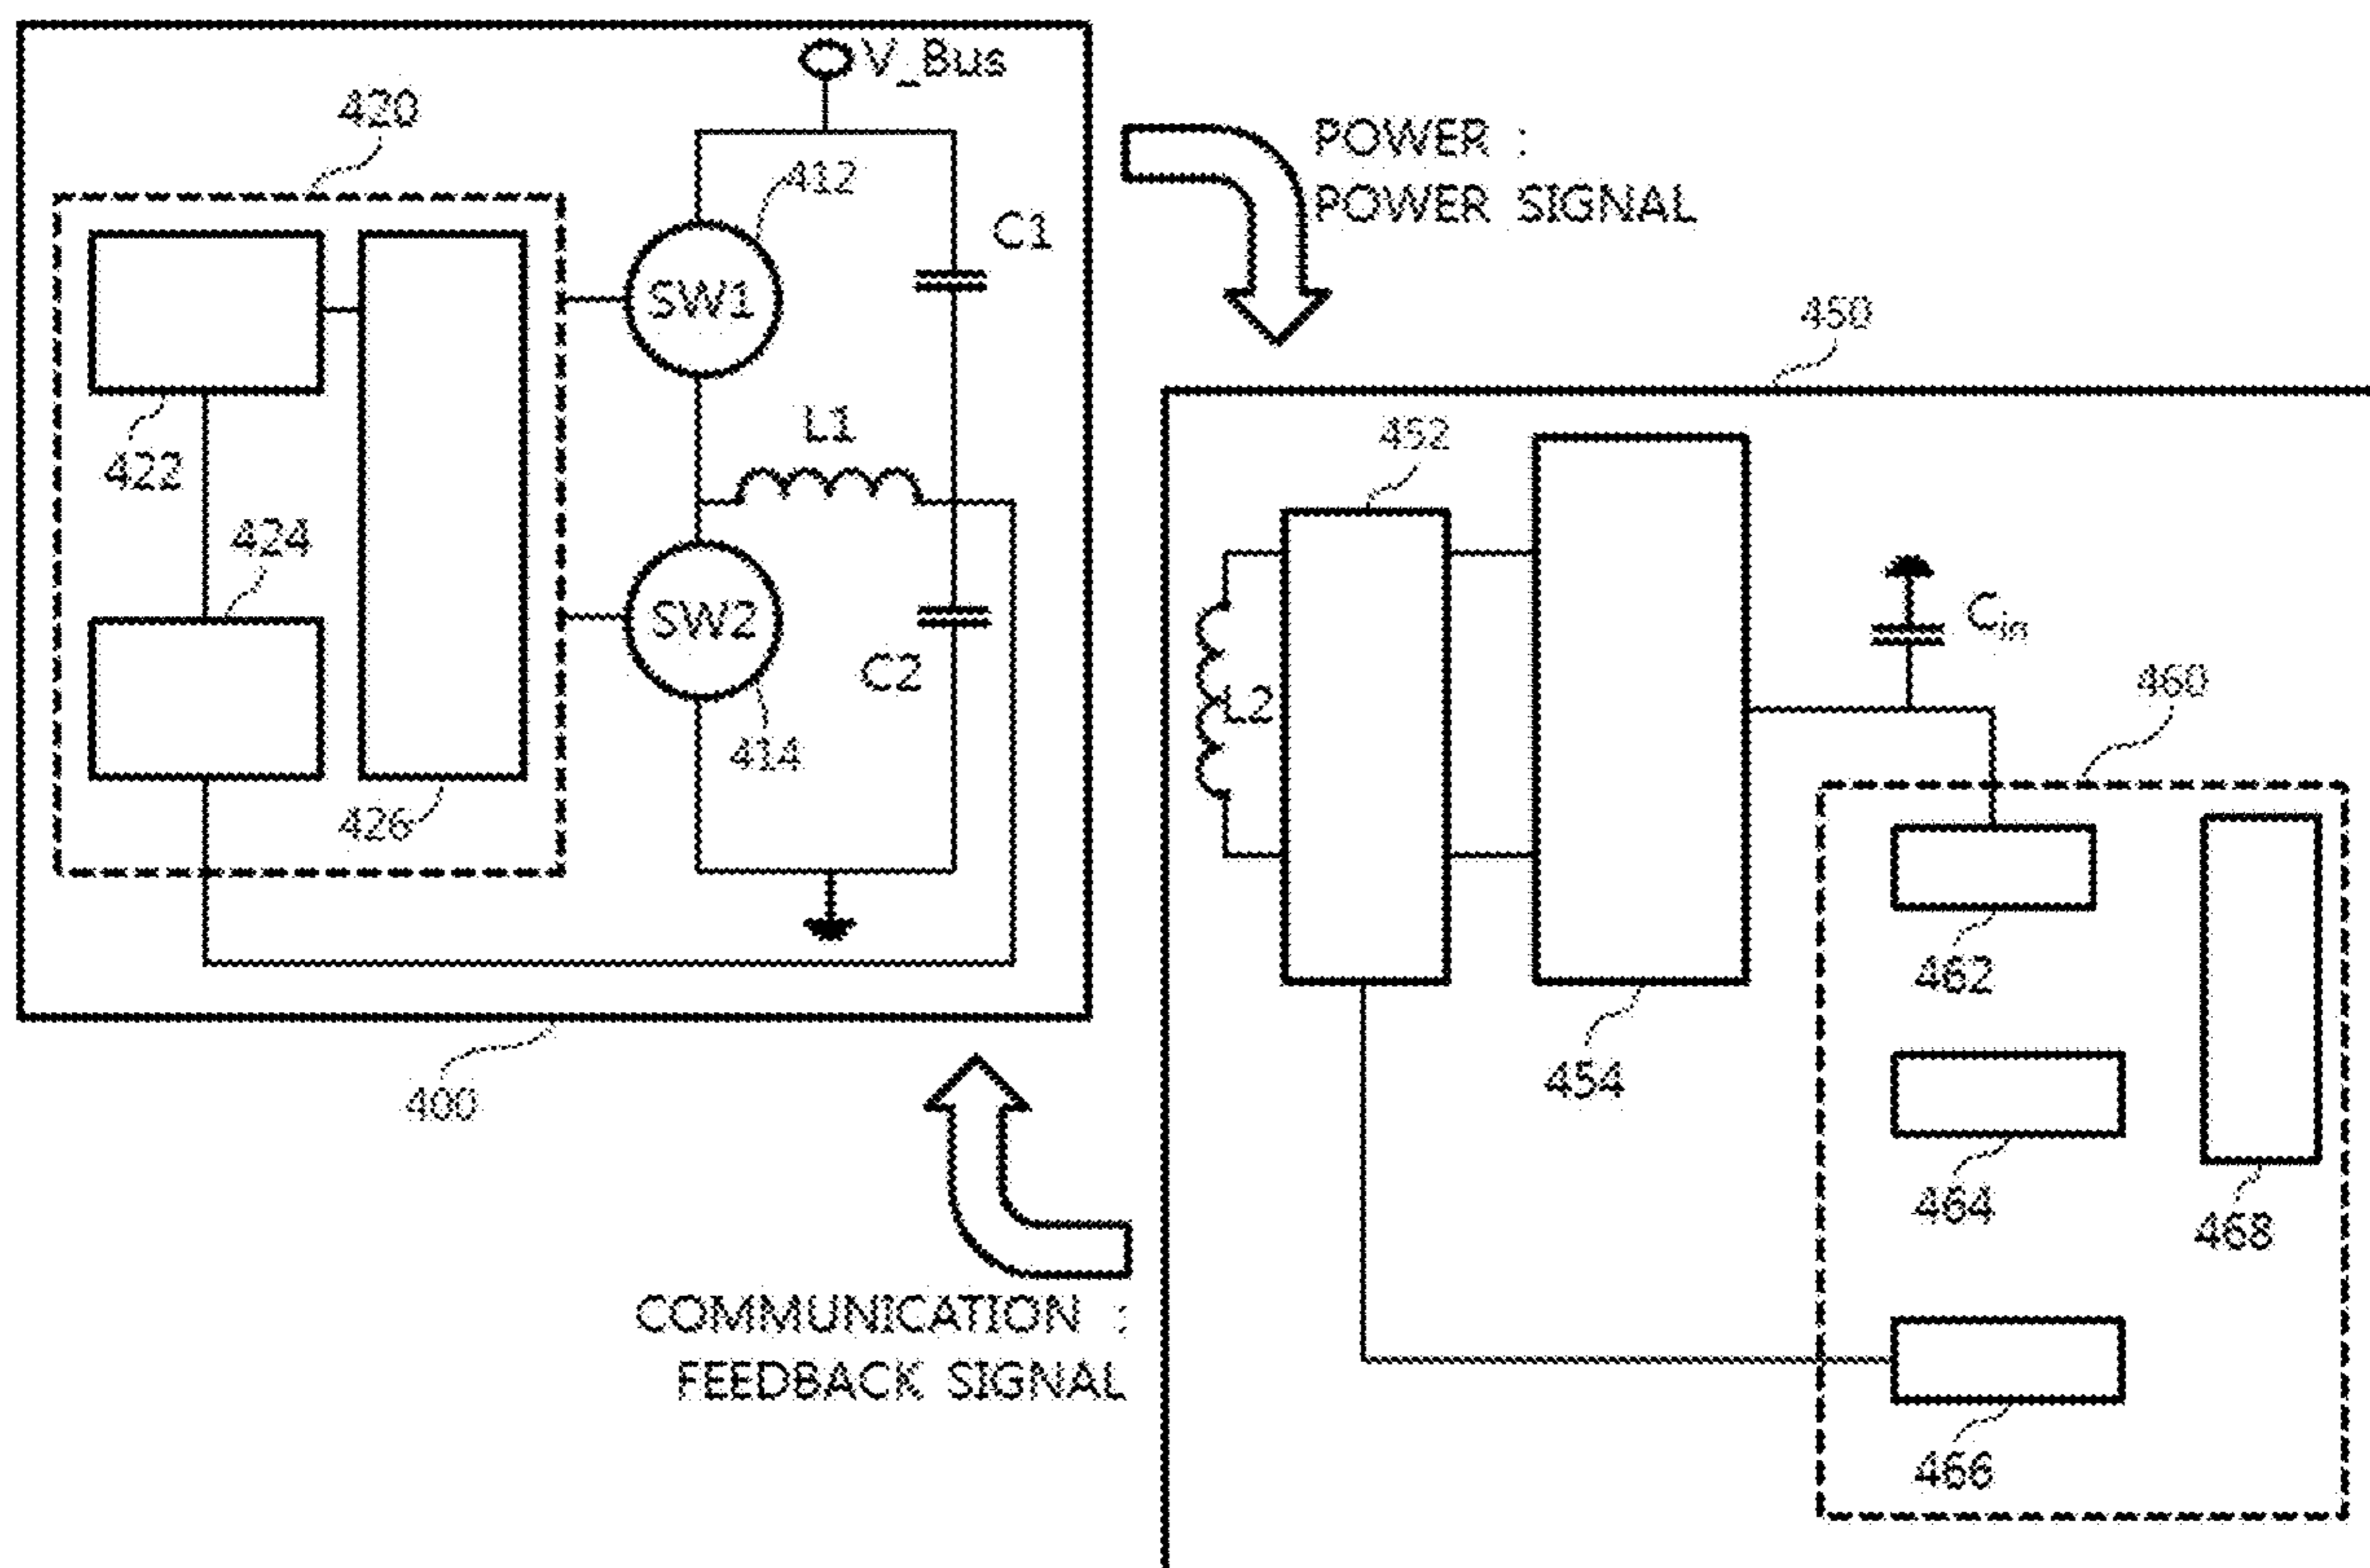 V_Bus
420
412
POWER :
POWER SIGNAL
C1
SW1
450
L1
452
422
424
SW2
C2
Cin
460
L2
414
426
462
454
400
464
468
COMMUNICATION :
FEEDBACK SIGNAL
466